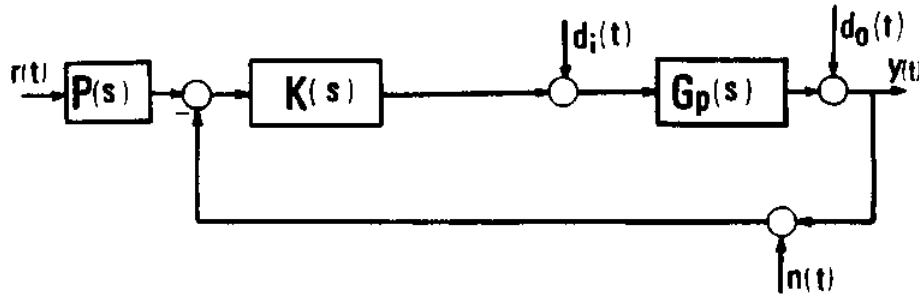 r(t)
P(s)
−
K(s)
d_i(t)
G_p(s)
d_o(t)
y(t)
n(t)